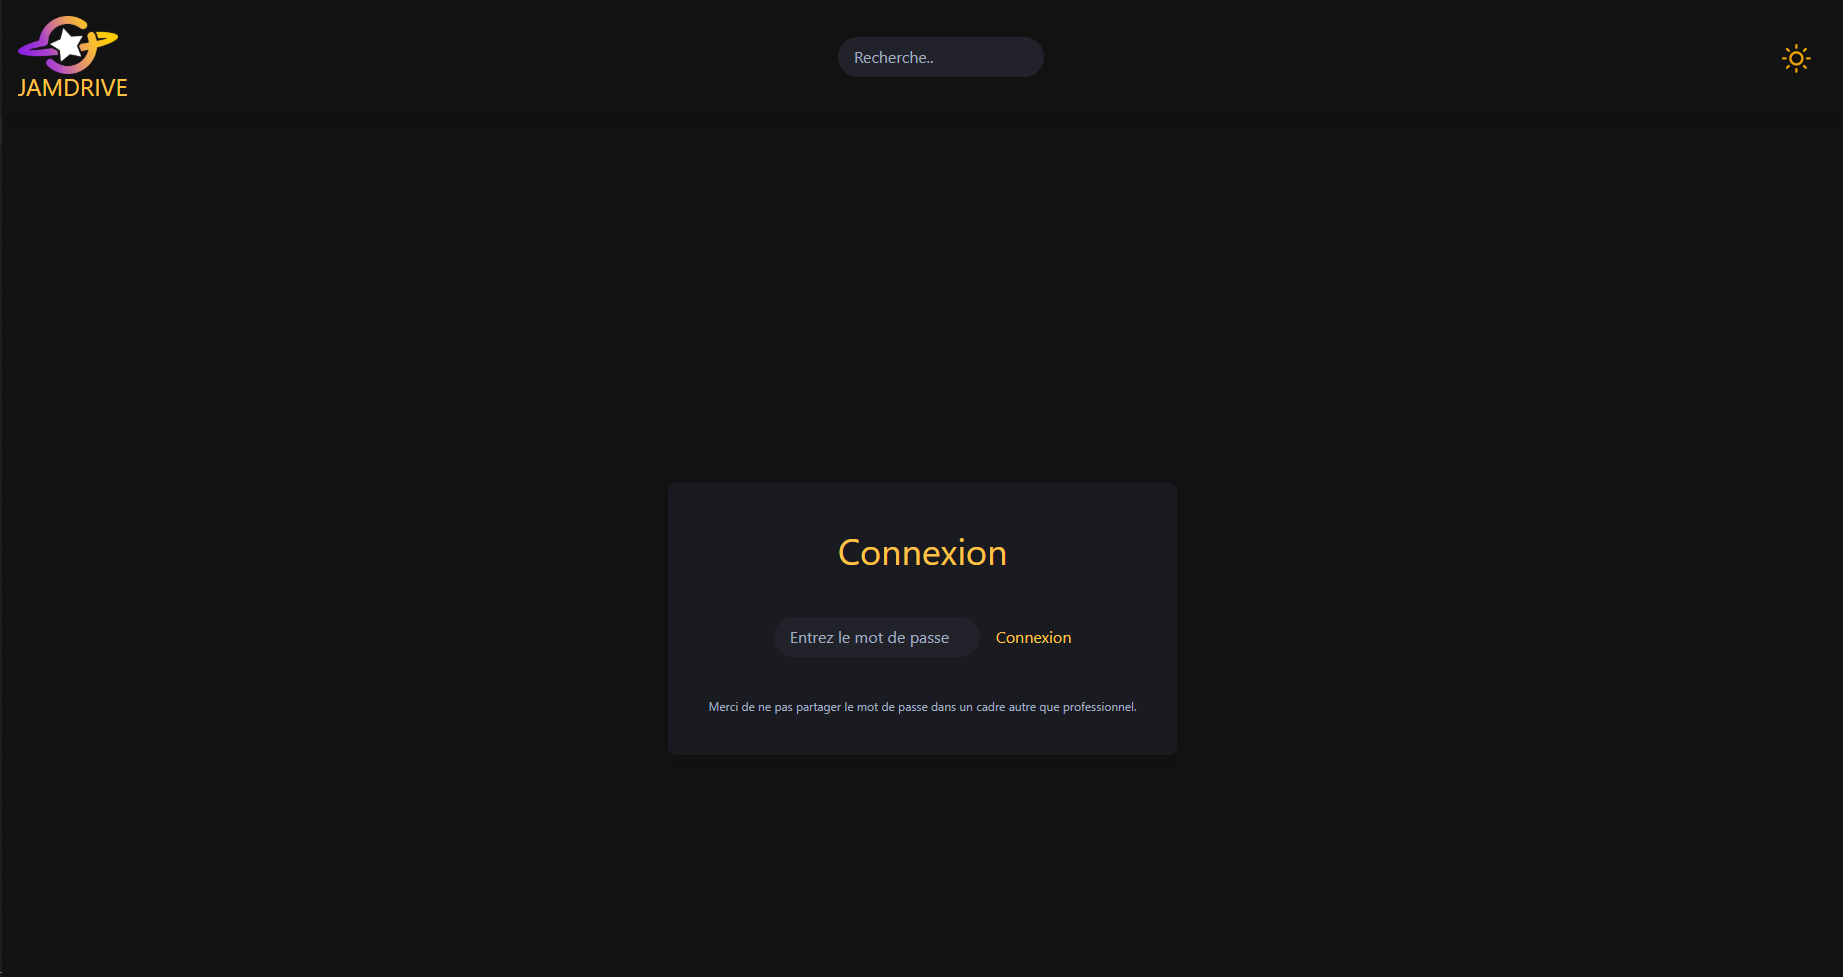 JAMDRIVE
Recherche..
Connexion
Entrez le mot de passe
Connexion
Merci de ne pas partager le mot de passe dans un cadre autre que professionnel.